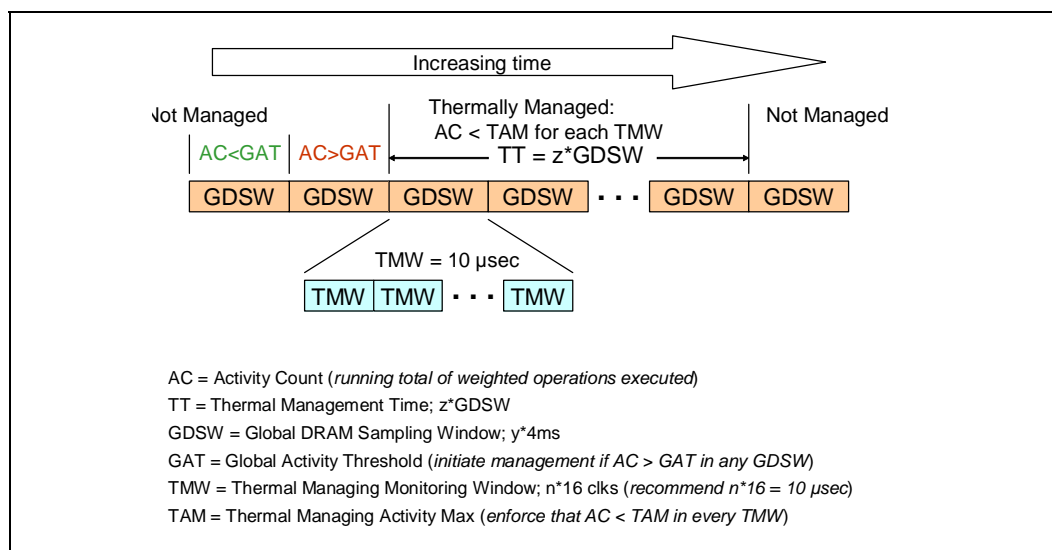 Increasing time
Not Managed
Thermally Managed:
AC < TAM for each TMW
TT = z*GDSW
Not Managed
AC<GAT
AC>GAT
GDSW GDSW GDSW GDSW · · · GDSW GDSW
TMW = 10 µsec
TMW TMW · · · TMW
AC = Activity Count (running total of weighted operations executed)
TT = Thermal Management Time; z*GDSW
GDSW = Global DRAM Sampling Window; y*4ms
GAT = Global Activity Threshold (initiate management if AC > GAT in any GDSW)
TMW = Thermal Managing Monitoring Window; n*16 clks (recommend n*16 = 10 µsec)
TAM = Thermal Managing Activity Max (enforce that AC < TAM in every TMW)